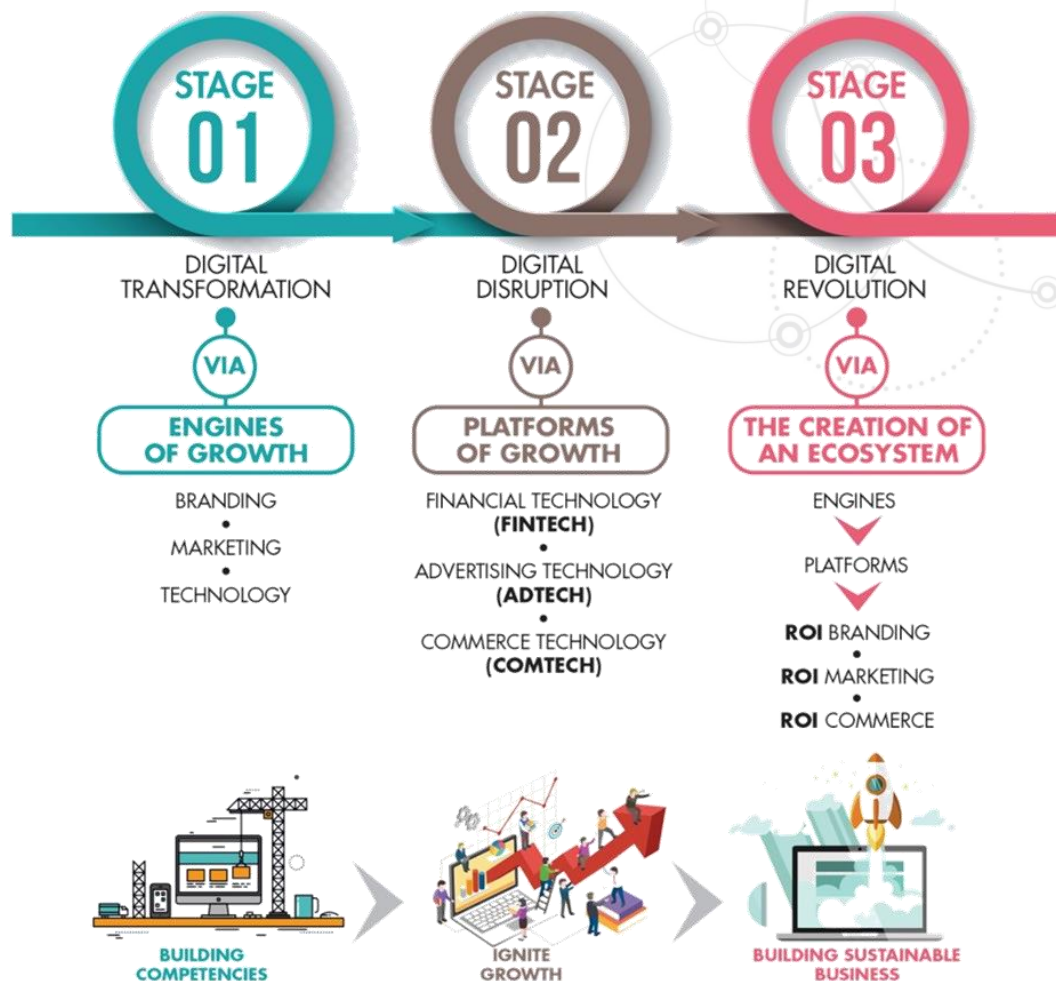 STAGE
01
DIGITAL
TRANSFORMATION
VIA
ENGINES
OF GROWTH
BRANDING
•
MARKETING
•
TECHNOLOGY
BUILDING
COMPETENCIES
STAGE
02
DIGITAL
DISRUPTION
VIA
PLATFORMS
OF GROWTH
FINANCIAL TECHNOLOGY
(FINTECH)
•
ADVERTISING TECHNOLOGY
(ADTECH)
•
COMMERCE TECHNOLOGY
(COMTECH)
IGNITE
GROWTH
STAGE
03
DIGITAL
REVOLUTION
VIA
THE CREATION OF
AN ECOSYSTEM
ENGINES
PLATFORMS
ROI BRANDING
•
ROI MARKETING
•
ROI COMMERCE
BUILDING SUSTAINABLE
BUSINESS